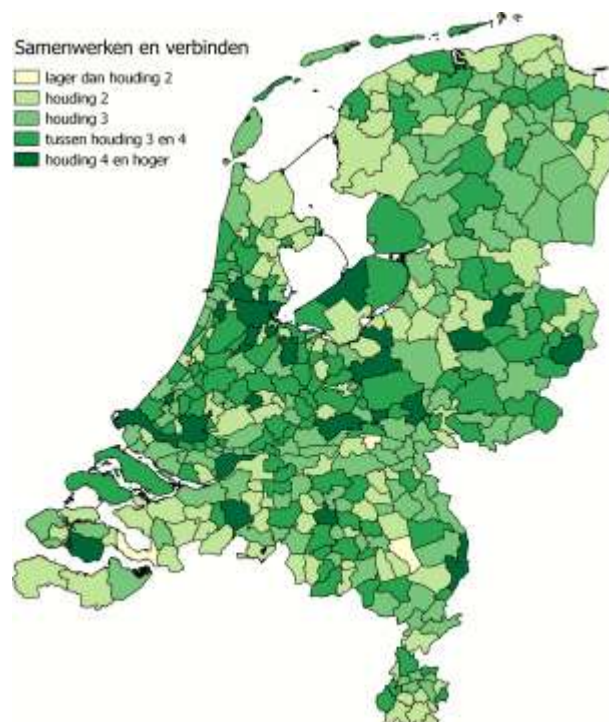 Samenwerken en verbinden
lager dan houding 2
houding 2
houding 3
tussen houding 3 en 4
houding 4 en hoger